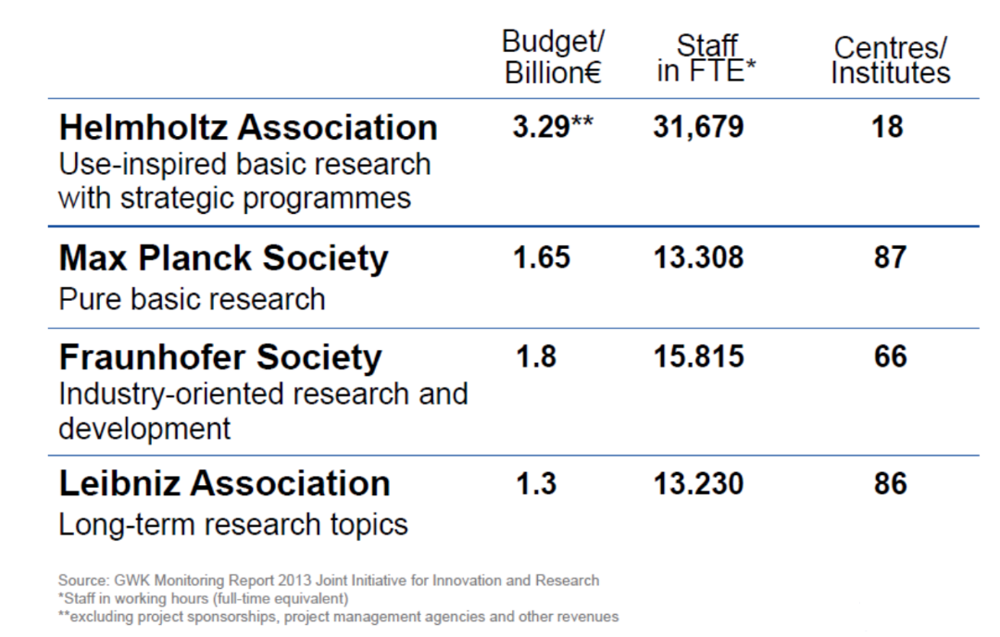 Budget/ Staff Centres/
Billion€ in FTE* Institutes
Helmholtz Association 3.29** 31,679 18
Use-inspired basic research
with strategic programmes
Max Planck Society 1.65 13.308 87
Pure basic research
Fraunhofer Society 1.8 15.815 66
Industry-oriented research and
development
Leibniz Association 1.3 13.230 86
Long-term research topics
Source: GWK Monitoring Report 2013 Joint Initiative for Innovation and Research
*Staff in working hours (full-time equivalent)
**excluding project sponsorships, project management agencies and other revenues